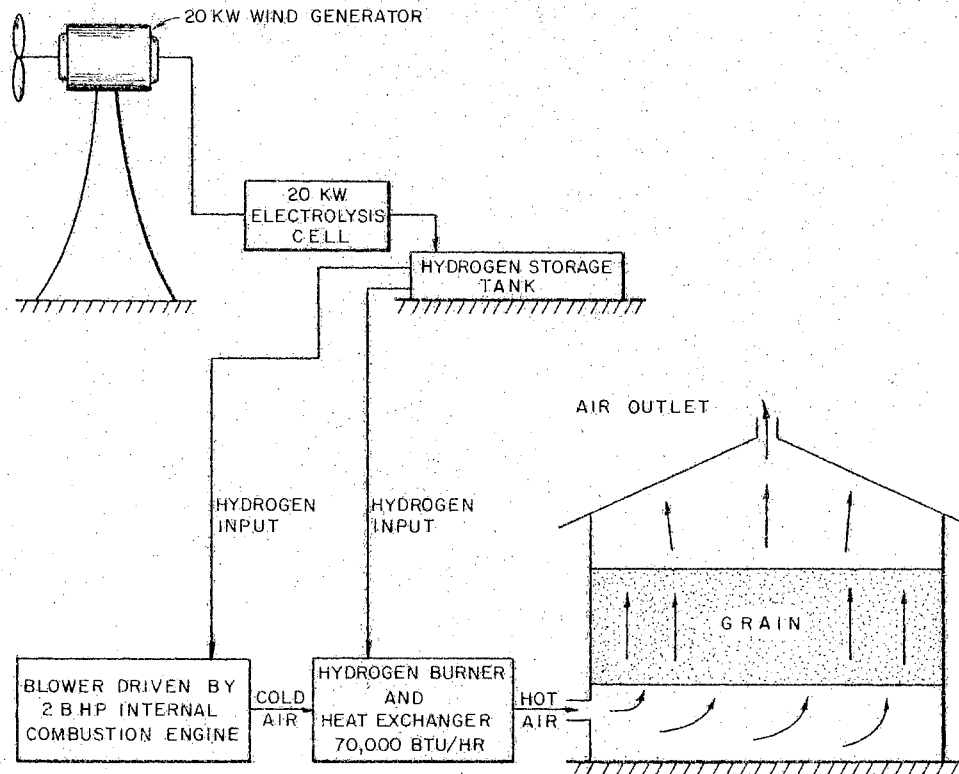 20 KW WIND GENERATOR
20 KW
ELECTROLYSIS
CELL
HYDROGEN STORAGE
TANK
AIR OUTLET
HYDROGEN
INPUT
HYDROGEN
INPUT
GRAIN
BLOWER DRIVEN BY
2 BHP INTERNAL
COMBUSTION ENGINE
COLD
AIR
HYDROGEN BURNER
AND
HEAT EXCHANGER
70,000 BTU/HR
HOT
AIR